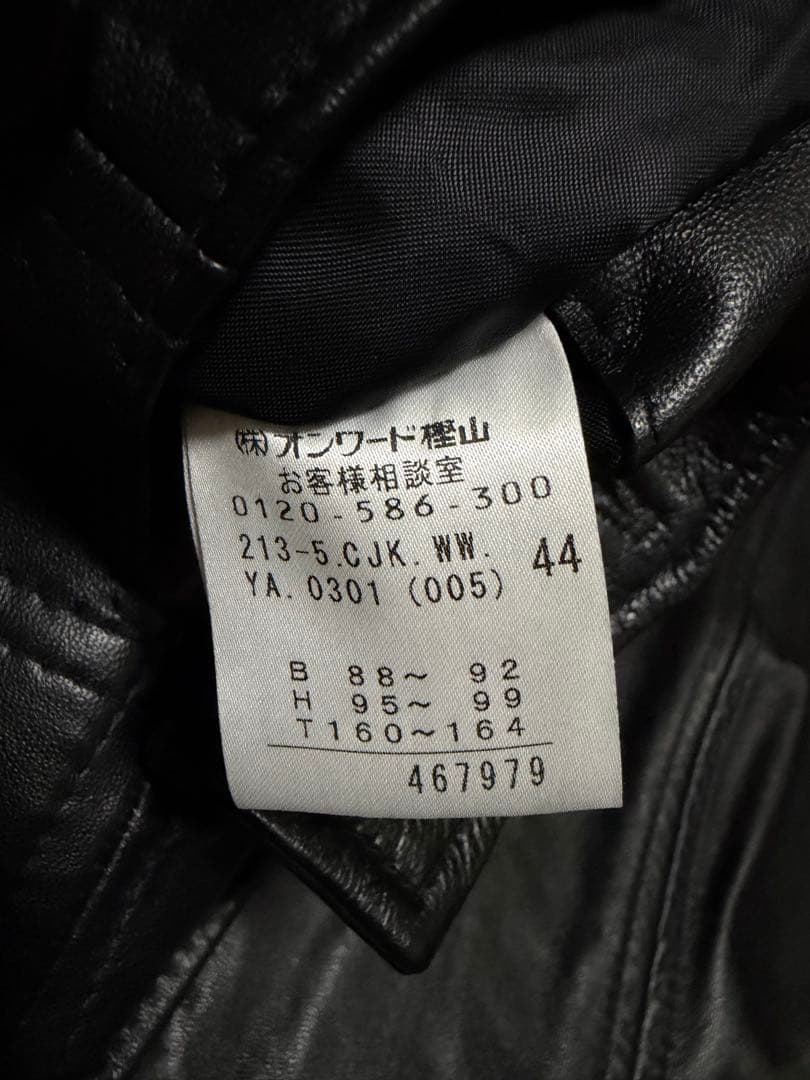 ㈱オンワード樫山
お客様相談室
0120-586-300
213-5.CJK.WW. 44
YA.0301 (005)
B 88〜 92
H 95〜 99
T160〜164
467979